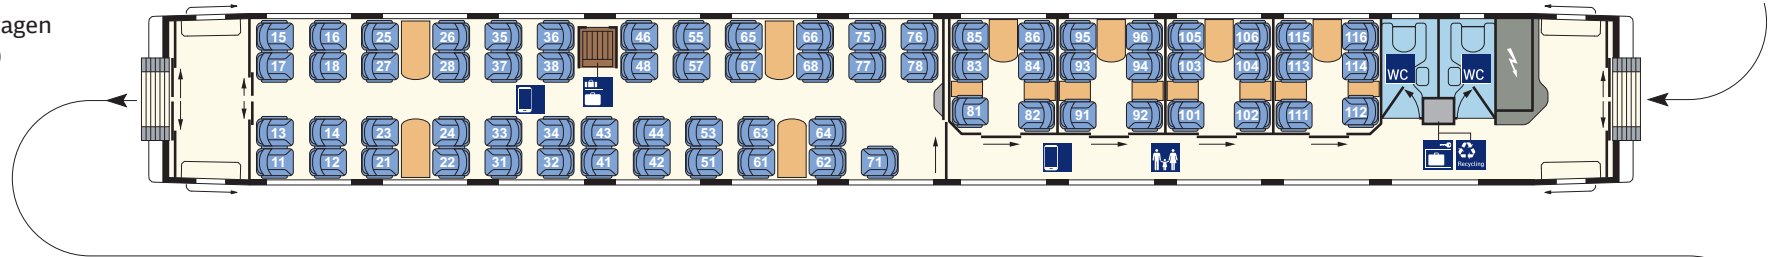 agen
)
15 16 25 26 35 36 46 55 65 66 75 76 85 86 95 96 105 106 115 116
17 18 27 28 37 38 48 57 67 68 77 78 83 84 93 94 103 104 113 114
WC WC
81 82 91 92 101 102 111 112
13 14 23 24 33 34 43 44 53 63 64
11 12 21 22 31 32 41 42 51 61 62 71
Recycling